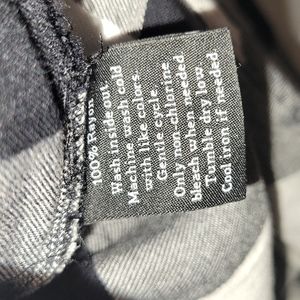 100% Rayon
Wash inside out
Machine wash cold
with like colors.
Gentle cycle.
Only non-chlorine
bleach when needed
Tumble dry low
Cool iron if needed